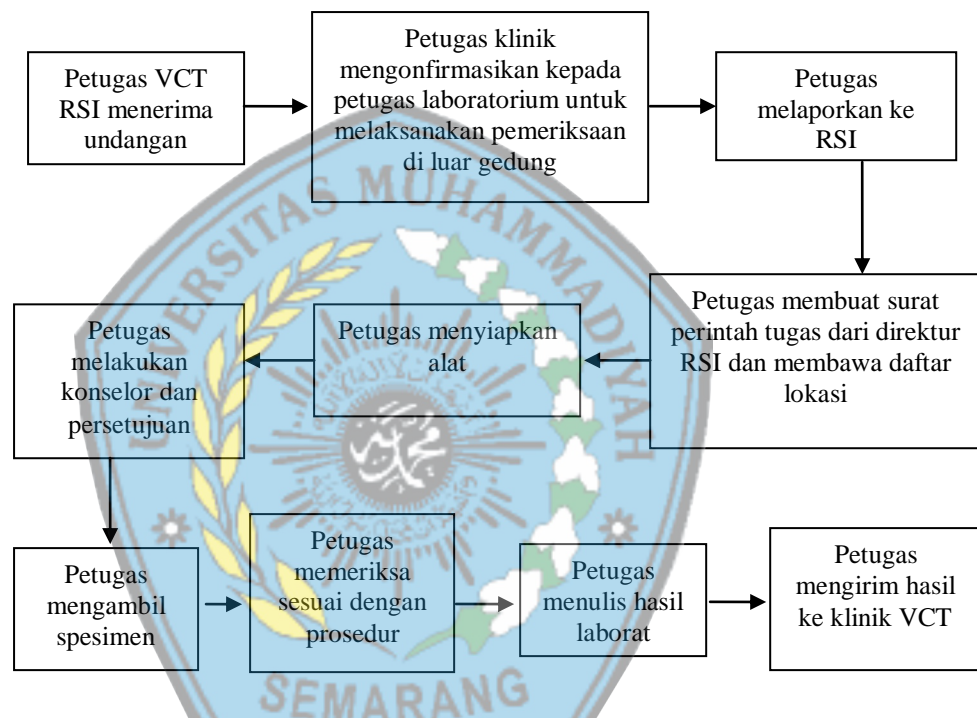 Petugas VCT
RSI menerima
undangan
Petugas klinik
mengonfirmasikan kepada
petugas laboratorium untuk
melaksanakan pemeriksaan
di luar gedung
Petugas
melaporkan ke
RSI
Petugas membuat surat
perintah tugas dari direktur
RSI dan membawa daftar
lokasi
Petugas menyiapkan
alat
Petugas
melakukan
konselor dan
persetujuan
Petugas
mengambil
spesimen
Petugas
memeriksa
sesuai dengan
prosedur
Petugas
menulis hasil
laborat
Petugas
mengirim hasil
ke klinik VCT
UNIVERSITAS MUHAMMADIYAH
SEMARANG